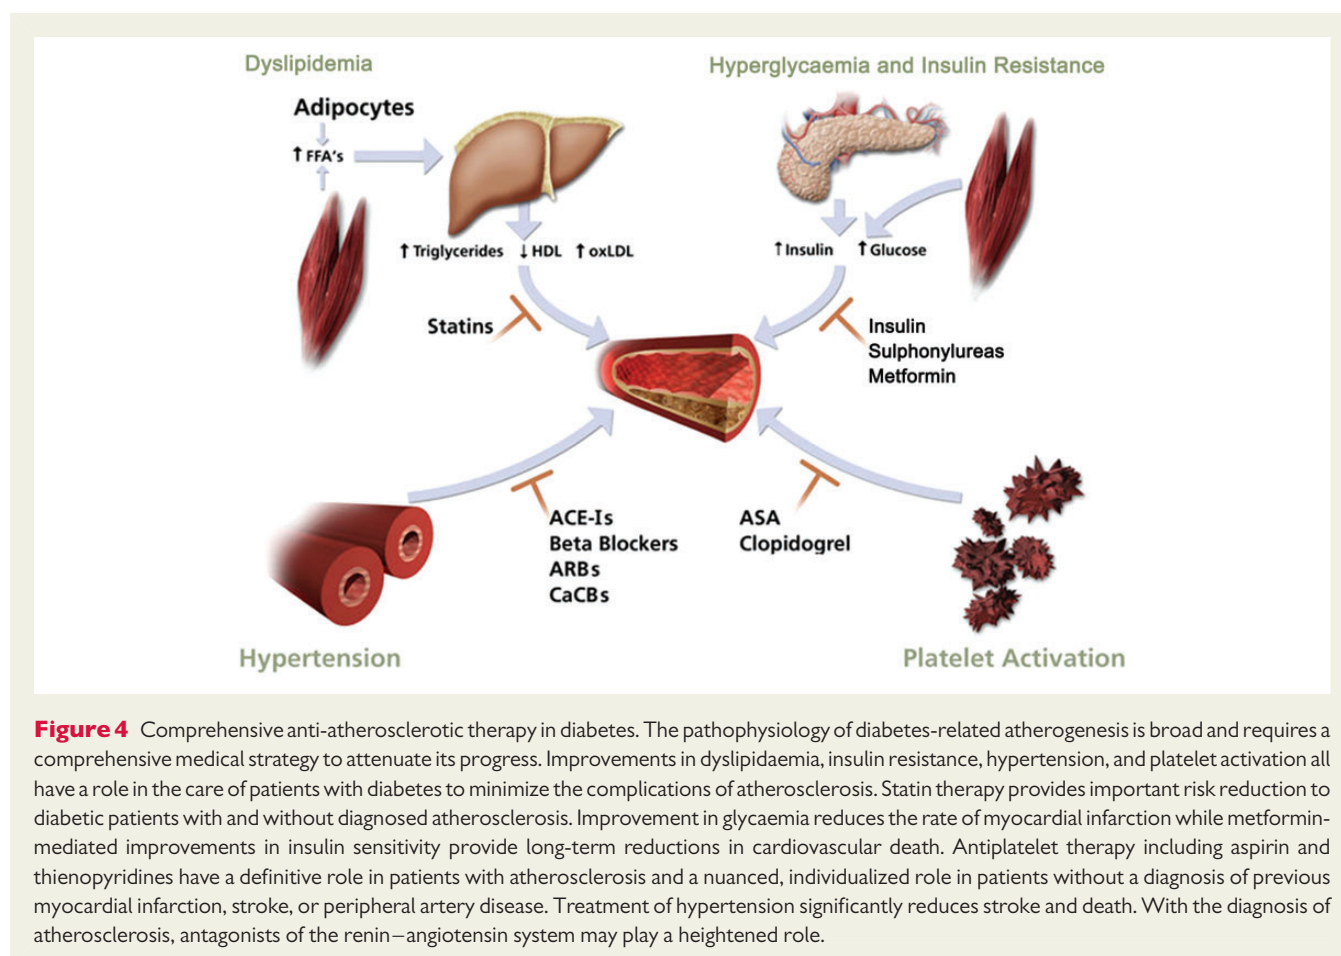 Dyslipidemia
Adipocytes
↑ FFA's
↑ Triglycerides ↓ HDL ↑ oxLDL
Statins
Hyperglycaemia and Insulin Resistance
↑ Insulin ↑ Glucose
Insulin
Sulphonylureas
Metformin
ACE-Is
Beta Blockers
ARBs
CaCBs
Hypertension
ASA
Clopidogrel
Platelet Activation
Figure 4 Comprehensive anti-atherosclerotic therapy in diabetes. The pathophysiology of diabetes-related atherogenesis is broad and requires a
comprehensive medical strategy to attenuate its progress. Improvements in dyslipidaemia, insulin resistance, hypertension, and platelet activation all
have a role in the care of patients with diabetes to minimize the complications of atherosclerosis. Statin therapy provides important risk reduction to
diabetic patients with and without diagnosed atherosclerosis. Improvement in glycaemia reduces the rate of myocardial infarction while metformin-
mediated improvements in insulin sensitivity provide long-term reductions in cardiovascular death. Antiplatelet therapy including aspirin and
thienopyridines have a definitive role in patients with atherosclerosis and a nuanced, individualized role in patients without a diagnosis of previous
myocardial infarction, stroke, or peripheral artery disease. Treatment of hypertension significantly reduces stroke and death. With the diagnosis of
atherosclerosis, antagonists of the renin–angiotensin system may play a heightened role.